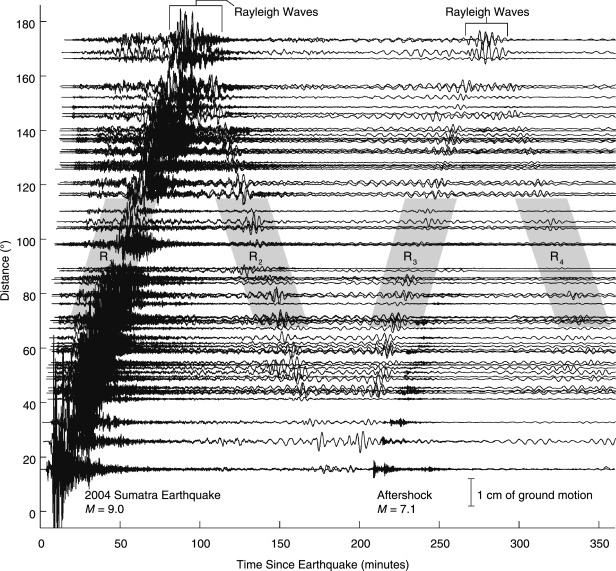 Rayleigh Waves
Rayleigh Waves
180
160
140
120
100
80
60
40
20
0
Distance (°)
R1
R2
R3
R4
2004 Sumatra Earthquake
M = 9.0
Aftershock
M = 7.1
1 cm of ground motion
0 50 100 150 200 250 300 350
Time Since Earthquake (minutes)